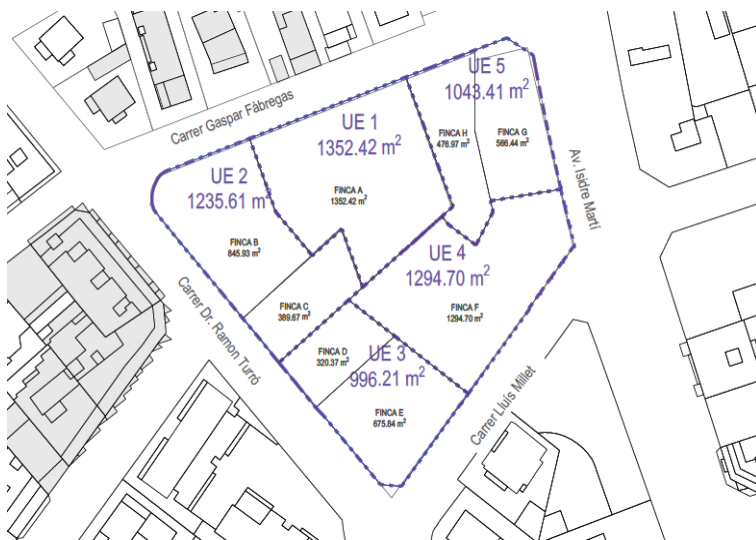 UE 5
1043.41 m²
Carrer Gaspar Fàbregas
UE 1
1352.42 m²
FINCA H
476.97 m²
FINCA G
566.44 m²
UE 2
1235.61 m²
FINCA A
1352.42 m²
Av. Isidre Martí
FINCA B
845.93 m²
UE 4
1294.70 m²
Carrer Dr. Ramon Turró
FINCA C
389.67 m²
FINCA F
1294.70 m²
FINCA D
320.37 m²
UE 3
996.21 m²
Carrer Lluís Millet
FINCA E
675.84 m²